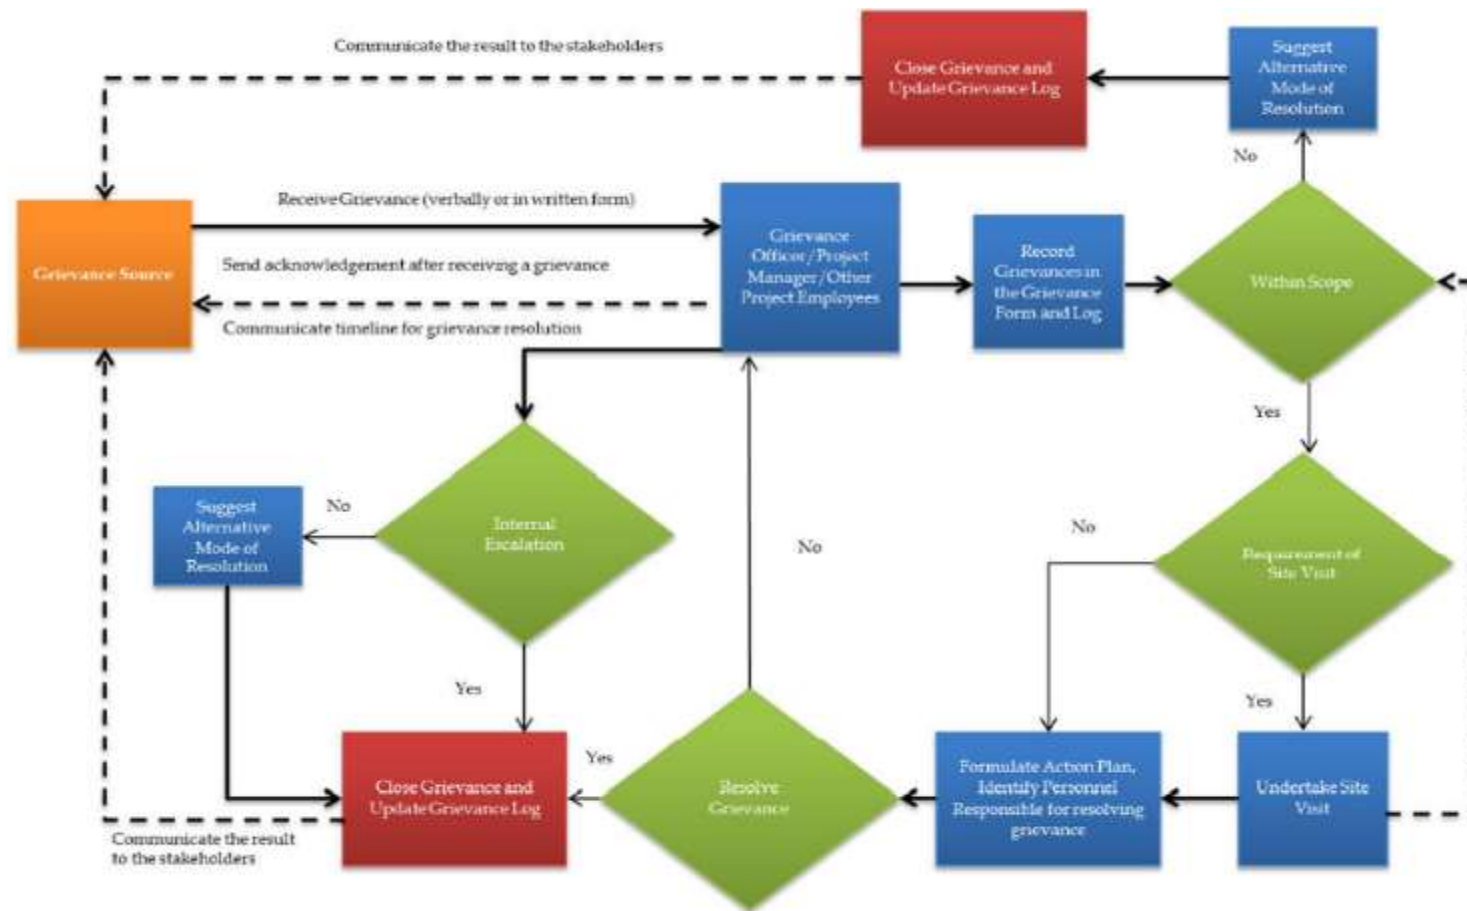 Communicate the result to the stakeholders
Close Grievance and
Update Grievance Log
Suggest
Alternative
Mode of
Resolution
No
Receive Grievance (verbally or in written form)
Grievance Source
Send acknowledgement after receiving a grievance
Communicate timeline for grievance resolution
Grievance
Officer/Project
Manager/Other
Project Employees
Record
Grievances in
the Grievance
Form and Log
Within Scope
Yes
Suggest
Alternative
Mode of
Resolution
No
Internal
Escalation
No
No
Requirement of
Site Visit
Yes
Yes
Yes
Close Grievance and
Update Grievance Log
Resolve
Grievance
Formulate Action Plan,
Identify Personnel
Responsible for resolving
grievance
Undertake Site
Visit
Communicate the result
to the stakeholders